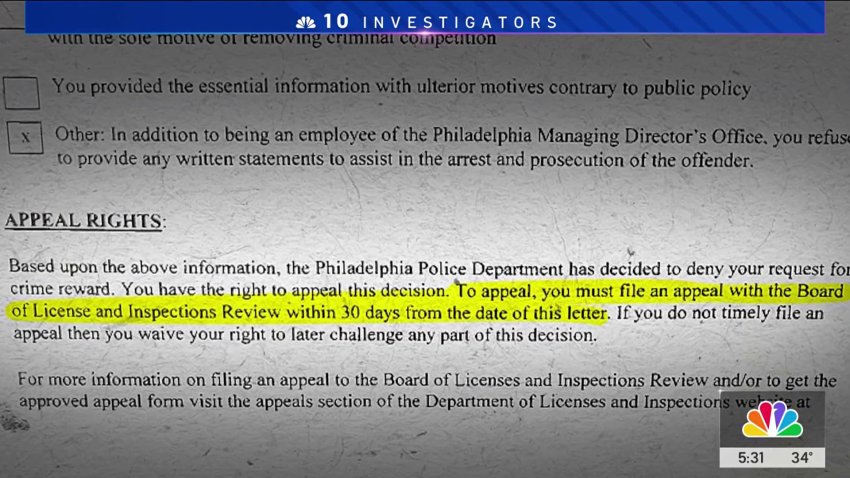 10 INVESTIGATORS
with the sole motive of removing criminal competition
You provided the essential information with ulterior motives contrary to public policy
x Other: In addition to being an employee of the Philadelphia Managing Director's Office, you refuse
to provide any written statements to assist in the arrest and prosecution of the offender.
APPEAL RIGHTS:
Based upon the above information, the Philadelphia Police Department has decided to deny your request for
crime reward. You have the right to appeal this decision. To appeal, you must file an appeal with the Board
of License and Inspections Review within 30 days from the date of this letter. If you do not timely file an
appeal then you waive your right to later challenge any part of this decision.
For more information on filing an appeal to the Board of Licenses and Inspections Review and/or to get the
approved appeal form visit the appeals section of the Department of Licenses and Inspections website at
5:31 34°